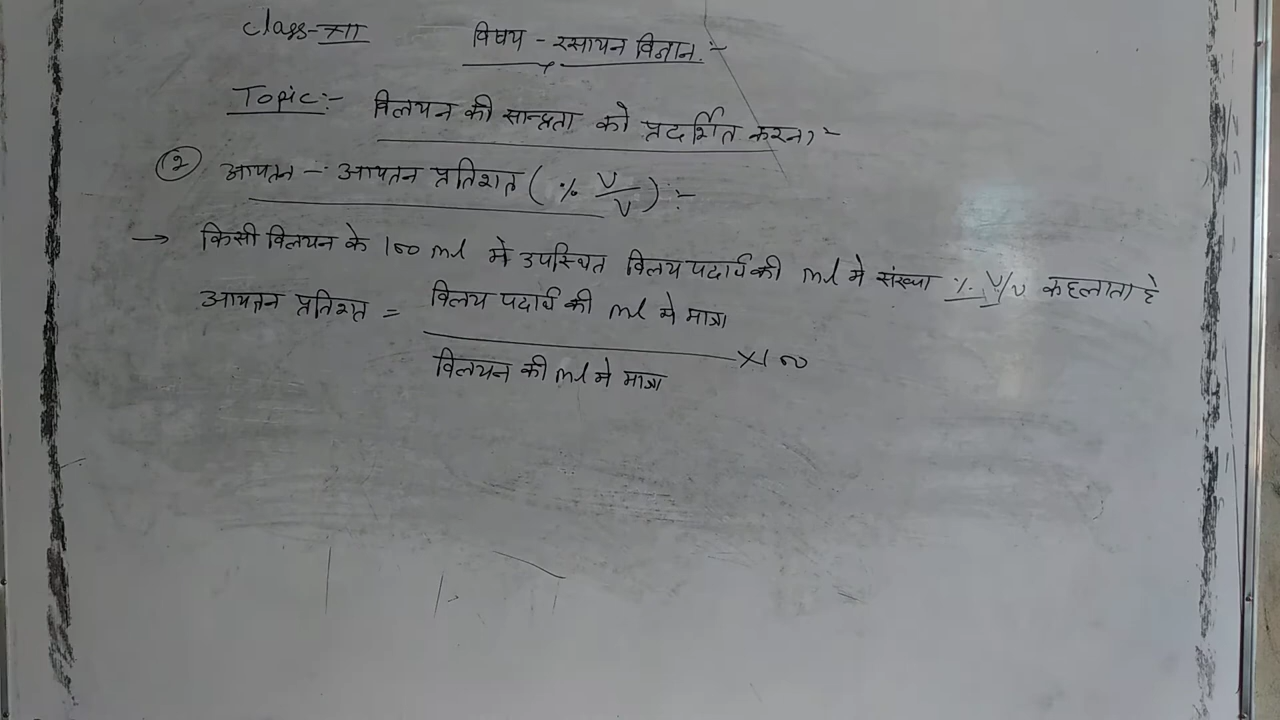 Class-XII
विषय - रसायन विज्ञान :-
Topic:- विलयन की सान्द्रता को प्रदर्शित करना :-
(2) आयतन - आयतन प्रतिशत ( % V/V ) :-
→ किसी विलयन के 100 ml मे उपस्थित विलय पदार्थ की ml मे संख्या % V/V कहलाता हे
आयतन प्रतिशत = विलय पदार्थ की ml मे मात्रा
×100
विलयन की ml मे मात्रा